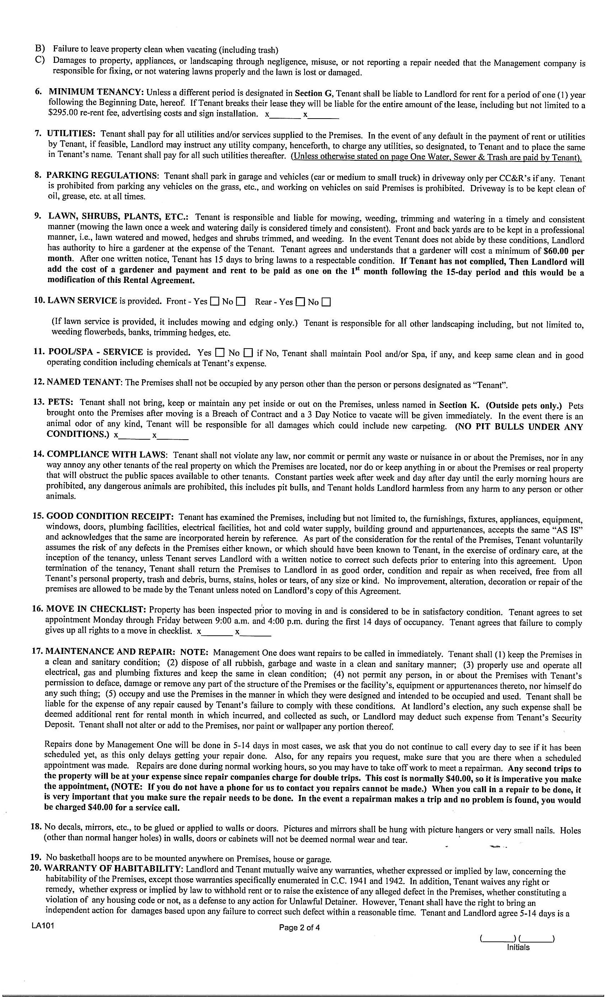 B) Failure to leave property clean when vacating (including trash)
C) Damages to property, appliances, or landscaping through negligence, misuse, or not reporting a repair needed that the Management company is
responsible for fixing, or not watering lawns properly and the lawn is lost or damaged.
6. MINIMUM TENANCY: Unless a different period is designated in Section G, Tenant shall be liable to Landlord for rent for a period of one (1) year
following the Beginning Date, hereof. If Tenant breaks their lease they will be liable for the entire amount of the lease, including but not limited to a
$295.00 re-rent fee, advertising costs and sign installation. x_______ x_______
7. UTILITIES: Tenant shall pay for all utilities and/or services supplied to the Premises. In the event of any default in the payment of rent or utilities
by Tenant, if feasible, Landlord may instruct any utility company, henceforth, to charge any utilities, so designated, to Tenant and to place the same
in Tenant's name. Tenant shall pay for all such utilities thereafter. (Unless otherwise stated on page One Water, Sewer & Trash are paid by Tenant).
8. PARKING REGULATIONS: Tenant shall park in garage and vehicles (car or medium to small truck) in driveway only per CC&R's if any. Tenant
is prohibited from parking any vehicles on the grass, etc., and working on vehicles on said Premises is prohibited. Driveway is to be kept clean of
oil, grease, etc. at all times.
9. LAWN, SHRUBS, PLANTS, ETC.: Tenant is responsible and liable for mowing, weeding, trimming and watering in a timely and consistent
manner (mowing the lawn once a week and watering daily is considered timely and consistent). Front and back yards are to be kept in a professional
manner, i.e., lawn watered and mowed, hedges and shrubs trimmed, and weeding. In the event Tenant does not abide by these conditions, Landlord
has authority to hire a gardener at the expense of the Tenant. Tenant agrees and understands that a gardener will cost a minimum of $60.00 per
month. After one written notice, Tenant has 15 days to bring lawns to a respectable condition. If Tenant has not complied, Then Landlord will
add the cost of a gardener and payment and rent to be paid as one on the 1st month following the 15-day period and this would be a
modification of this Rental Agreement.
10. LAWN SERVICE is provided. Front - Yes ☐ No ☐ Rear - Yes ☐ No ☐
(If lawn service is provided, it includes mowing and edging only.) Tenant is responsible for all other landscaping including, but not limited to,
weeding flowerbeds, banks, trimming hedges, etc.
11. POOL/SPA - SERVICE is provided. Yes ☐ No ☐ if No, Tenant shall maintain Pool and/or Spa, if any, and keep same clean and in good
operating condition including chemicals at Tenant's expense.
12. NAMED TENANT: The Premises shall not be occupied by any person other than the person or persons designated as "Tenant".
13. PETS: Tenant shall not bring, keep or maintain any pet inside or out on the Premises, unless named in Section K. (Outside pets only.) Pets
brought onto the Premises after moving is a Breach of Contract and a 3 Day Notice to vacate will be given immediately. In the event there is an
animal odor of any kind, Tenant will be responsible for all damages which could include new carpeting. (NO PIT BULLS UNDER ANY
CONDITIONS.) x_______ x_______
14. COMPLIANCE WITH LAWS: Tenant shall not violate any law, nor commit or permit any waste or nuisance in or about the Premises, nor in any
way annoy any other tenants of the real property on which the Premises are located, nor do or keep anything in or about the Premises or real property
that will obstruct the public spaces available to other tenants. Constant parties week after week and day after day until the early morning hours are
prohibited, any dangerous animals are prohibited, this includes pit bulls, and Tenant holds Landlord harmless from any harm to any person or other
animals.
15. GOOD CONDITION RECEIPT: Tenant has examined the Premises, including but not limited to, the furnishings, fixtures, appliances, equipment,
windows, doors, plumbing facilities, electrical facilities, hot and cold water supply, building ground and appurtenances, accepts the same "AS IS"
and acknowledges that the same are incorporated herein by reference. As part of the consideration for the rental of the Premises, Tenant voluntarily
assumes the risk of any defects in the Premises either known, or which should have been known to Tenant, in the exercise of ordinary care, at the
inception of the tenancy, unless Tenant serves Landlord with a written notice to correct such defects prior to entering into this agreement. Upon
termination of the tenancy, Tenant shall return the Premises to Landlord in as good order, condition and repair as when received, free from all
Tenant's personal property, trash and debris, burns, stains, holes or tears, of any size or kind. No improvement, alteration, decoration or repair of the
premises are allowed to be made by the Tenant unless noted on Landlord's copy of this Agreement.
16. MOVE IN CHECKLIST: Property has been inspected prior to moving in and is considered to be in satisfactory condition. Tenant agrees to set
appointment Monday through Friday between 9:00 a.m. and 4:00 p.m. during the first 14 days of occupancy. Tenant agrees that failure to comply
gives up all rights to a move in checklist. x_______ x_______
17. MAINTENANCE AND REPAIR: NOTE: Management One does want repairs to be called in immediately. Tenant shall (1) keep the Premises in
a clean and sanitary condition; (2) dispose of all rubbish, garbage and waste in a clean and sanitary manner; (3) properly use and operate all
electrical, gas and plumbing fixtures and keep the same in clean condition; (4) not permit any person, in or about the Premises with Tenant's
permission to deface, damage or remove any part of the structure of the Premises or the facility's, equipment or appurtenances thereto, nor himself do
any such thing; (5) occupy and use the Premises in the manner in which they were designed and intended to be occupied and used. Tenant shall be
liable for the expense of any repair caused by Tenant's failure to comply with these conditions. At landlord's election, any such expense shall be
deemed additional rent for rental month in which incurred, and collected as such, or Landlord may deduct such expense from Tenant's Security
Deposit. Tenant shall not alter or add to the Premises, nor paint or wallpaper any portion thereof.
Repairs done by Management One will be done in 5-14 days in most cases, we ask that you do not continue to call every day to see if it has been
scheduled yet, as this only delays getting your repair done. Also, for any repairs you request, make sure that you are there when a scheduled
appointment was made. Repairs are done during normal working hours, so you may have to take off work to meet a repairman. Any second trips to
the property will be at your expense since repair companies charge for double trips. This cost is normally $40.00, so it is imperative you make
the appointment, (NOTE: If you do not have a phone for us to contact you repairs cannot be made.) When you call in a repair to be done, it
is very important that you make sure the repair needs to be done. In the event a repairman makes a trip and no problem is found, you would
be charged $40.00 for a service call.
18. No decals, mirrors, etc., to be glued or applied to walls or doors. Pictures and mirrors shall be hung with picture hangers or very small nails. Holes
(other than normal hanger holes) in walls, doors or cabinets will not be deemed normal wear and tear.
19. No basketball hoops are to be mounted anywhere on Premises, house or garage.
20. WARRANTY OF HABITABILITY: Landlord and Tenant mutually waive any warranties, whether expressed or implied by law, concerning the
habitability of the Premises, except those warranties specifically enumerated in C.C. 1941 and 1942. In addition, Tenant waives any right or
remedy, whether express or implied by law to withhold rent or to raise the existence of any alleged defect in the Premises, whether constituting a
violation of any housing code or not, as a defense to any action for Unlawful Detainer. However, Tenant shall have the right to bring an
independent action for damages based upon any failure to correct such defect within a reasonable time. Tenant and Landlord agree 5-14 days is a
LA101
Page 2 of 4
(_______) (_______)
Initials